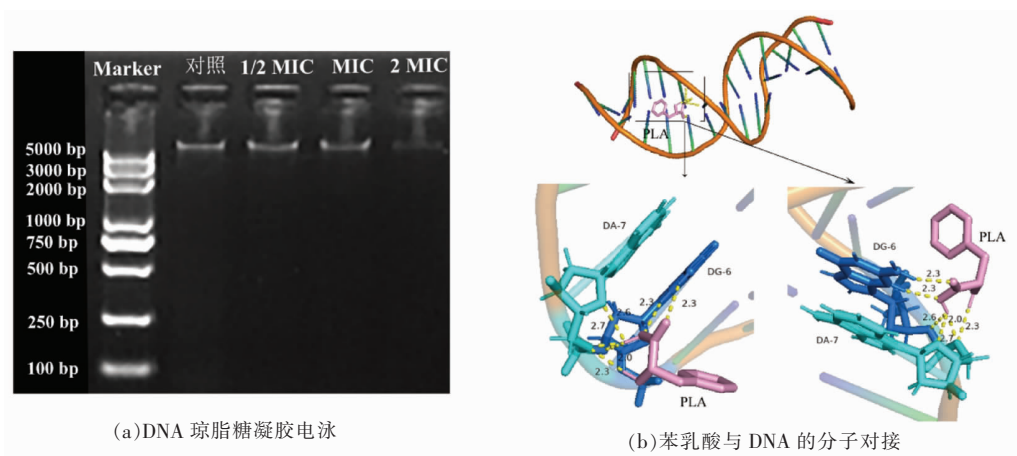 Marker 对照 1/2 MIC MIC 2 MIC
5000 bp
3000 bp
2000 bp
1000 bp
750 bp
500 bp
250 bp
100 bp
(a)DNA 琼脂糖凝胶电泳
PLA
DA-7
DG-6
2.3
2.3
2.6
2.7
2.0
2.3
PLA
PLA
DG-6
2.3
2.3
2.6
2.0
2.7
2.3
DA-7
(b)苯乳酸与 DNA 的分子对接